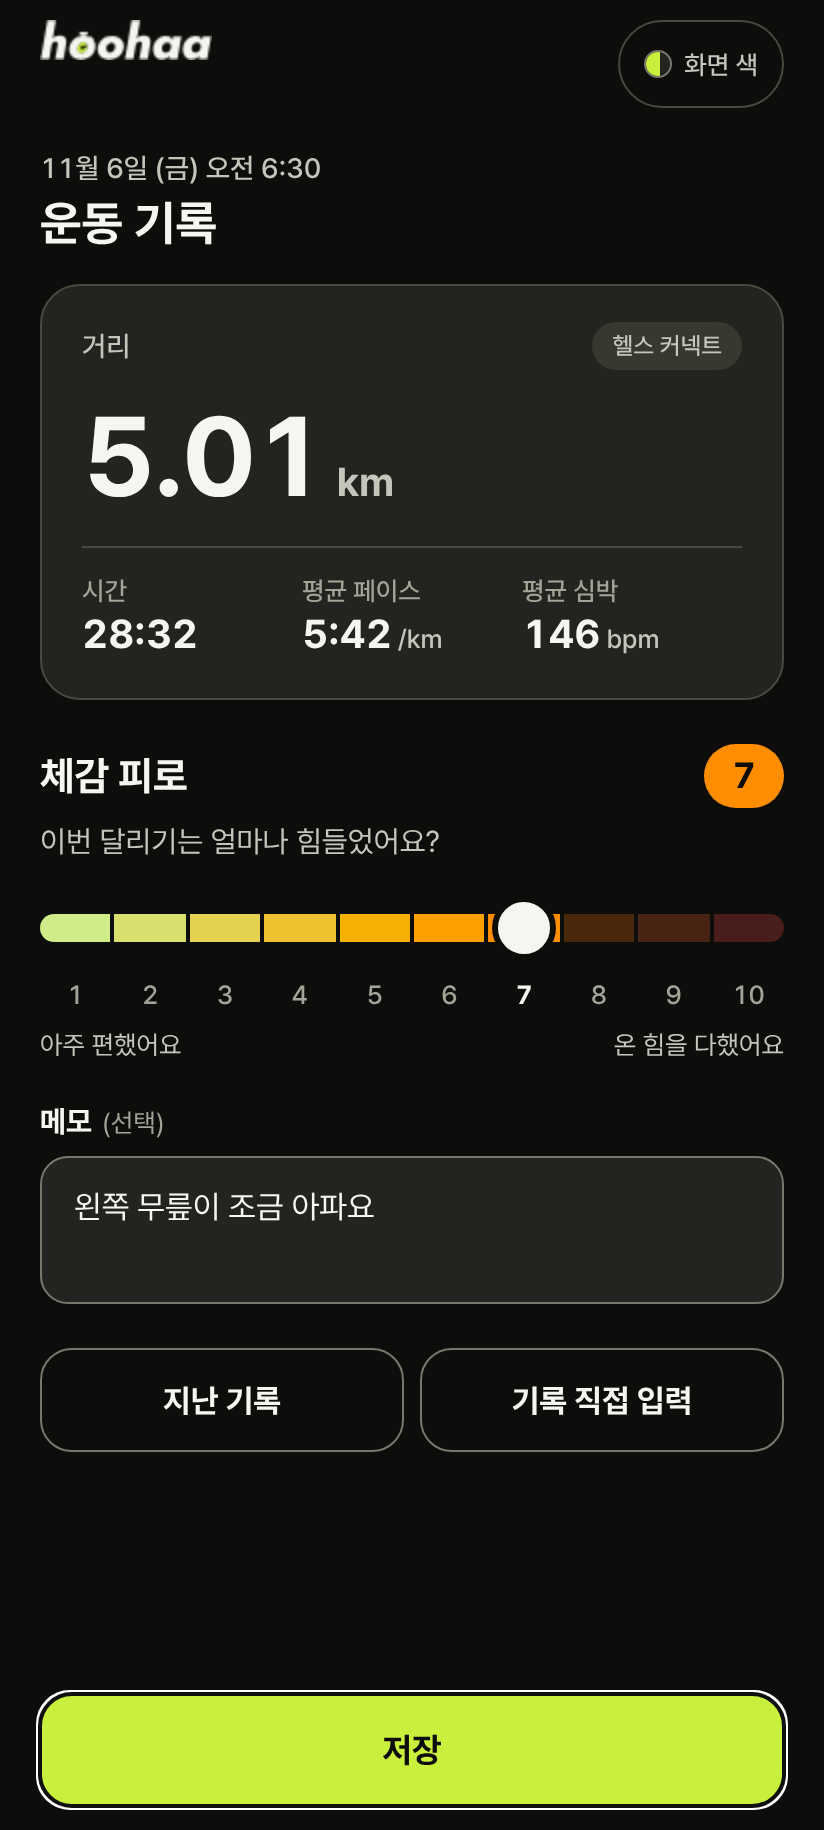 hoohaa
화면 색
11월 6일 (금) 오전 6:30
운동 기록
거리
헬스 커넥트
5.01 km
시간 평균 페이스 평균 심박
28:32 5:42 /km 146 bpm
체감 피로
7
이번 달리기는 얼마나 힘들었어요?
1 2 3 4 5 6 7 8 9 10
아주 편했어요 온 힘을 다했어요
메모 (선택)
왼쪽 무릎이 조금 아파요
지난 기록 기록 직접 입력
저장